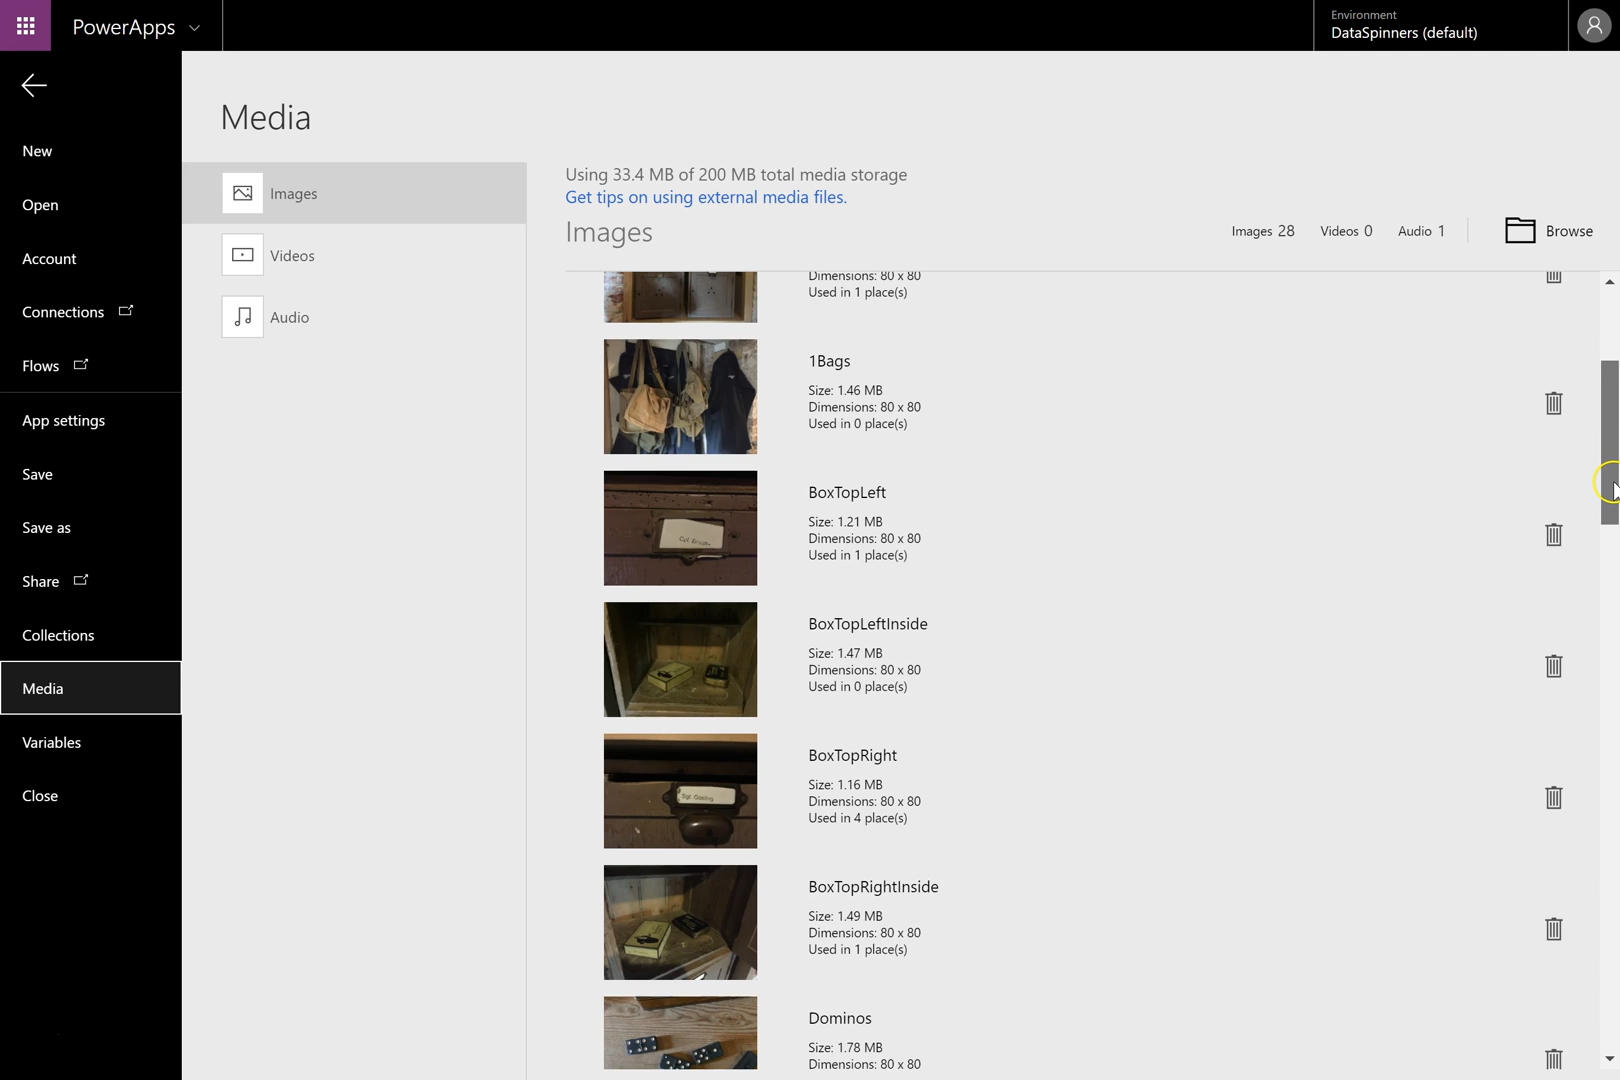 PowerApps
Environment
DataSpinners (default)
New
Open
Account
Connections
Flows
App settings
Save
Save as
Share
Collections
Media
Variables
Close
Media
Images
Videos
Audio
Using 33.4 MB of 200 MB total media storage
Get tips on using external media files.
Images
Images 28 Videos 0 Audio 1 Browse
Dimensions: 80 x 80
Used in 1 place(s)
1Bags
Size: 1.46 MB
Dimensions: 80 x 80
Used in 0 place(s)
BoxTopLeft
Size: 1.21 MB
Dimensions: 80 x 80
Used in 1 place(s)
BoxTopLeftInside
Size: 1.47 MB
Dimensions: 80 x 80
Used in 0 place(s)
BoxTopRight
Size: 1.16 MB
Dimensions: 80 x 80
Used in 4 place(s)
BoxTopRightInside
Size: 1.49 MB
Dimensions: 80 x 80
Used in 1 place(s)
Dominos
Size: 1.78 MB
Dimensions: 80 x 80